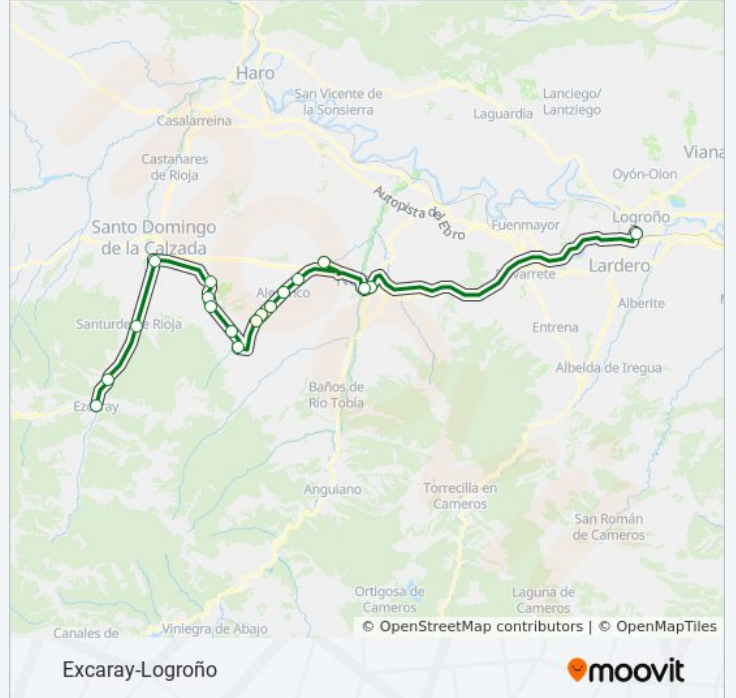 Haro
San Vicente de
la Sonsierra
Lanciego/
Lantziego
Laguardia
Casalarreina
Viana
Castañares
de Rioja
Oyón-Oion
Autopista del Ebro
Santo Domingo
de la Calzada
Fuenmayor
Logroño
Lardero
Alberite
Santurde de Rioja
Entrena
Albelda de Iregua
Baños de
Río Tobía
Anguiano
Torrecilla en
Cameros
San Román
de Cameros
Ortigosa de
Cameros
Laguna de
Cameros
Canales de
Viniegra de Abajo
© OpenStreetMap contributors | © OpenMapTiles
Excaray-Logroño
moovit